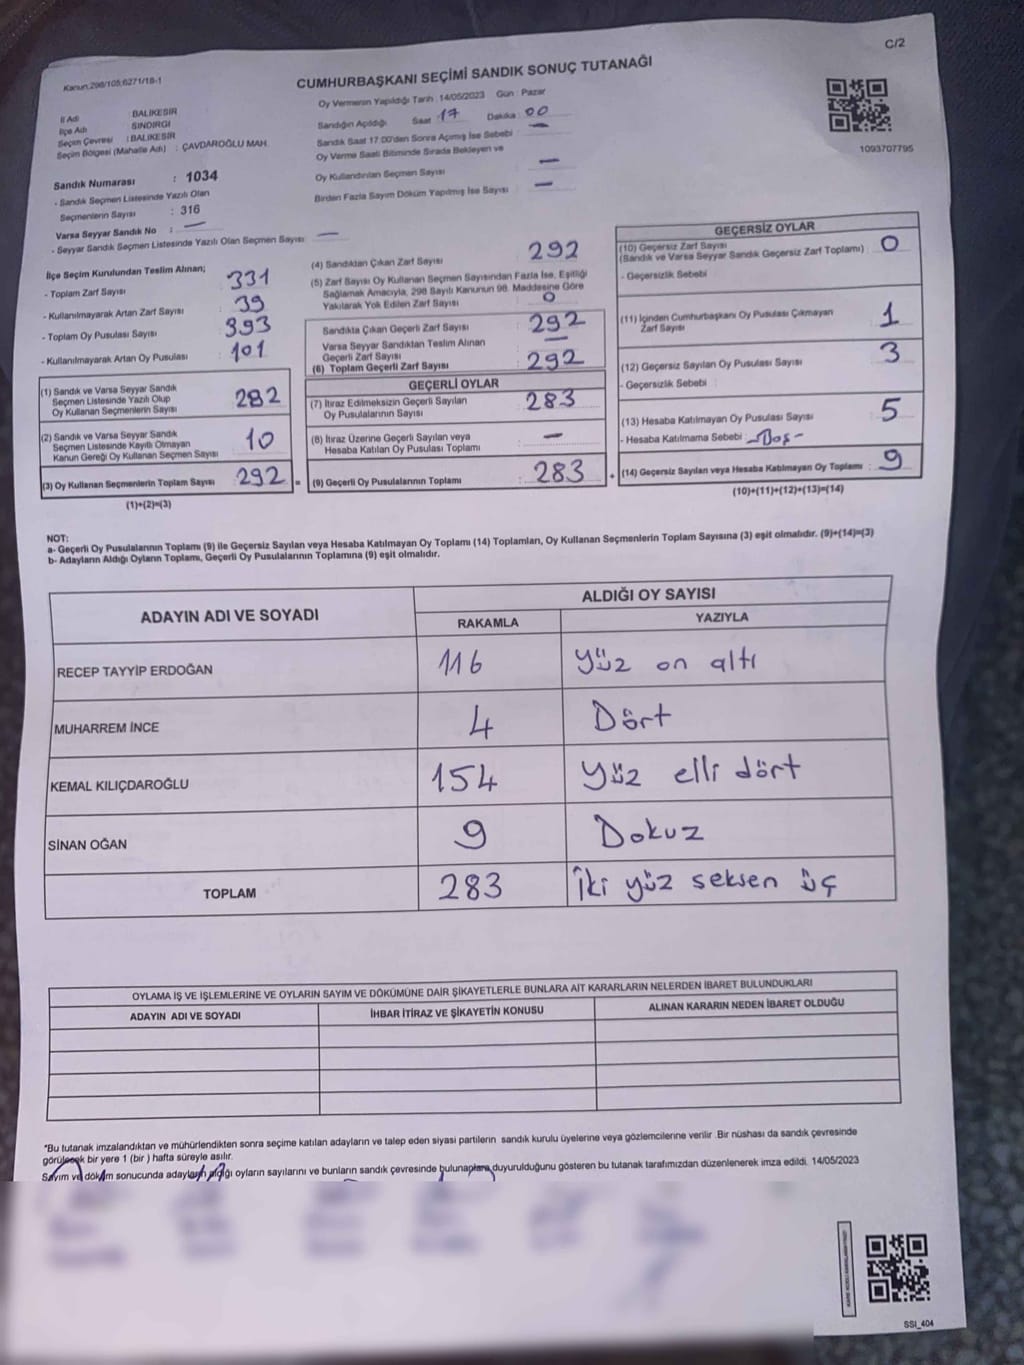 C/2
Kanun:298/105;6271/18-1
CUMHURBAŞKANI SEÇİMİ SANDIK SONUÇ TUTANAĞI
Oy Vermenin Yapıldığı Tarih :14/05/2023 Gün : Pazar
İl Adı : BALIKESİR
İlçe Adı : SINDIRGI
Seçim Çevresi : BALIKESİR
Seçim Bölgesi (Mahalle Adı) : ÇAVDAROĞLU MAH.
Sandığın Açıldığı Saat : 17 Dakika : 00
Sandık Saat 17:00'den Sonra Açılmış İse Sebebi : —
Oy Verme Saati Bitiminde Sırada Bekleyen ve
Oy Kullandırılan Seçmen Sayısı : —
Birden Fazla Sayım Döküm Yapılmış İse Sayısı : —
1093707795
Sandık Numarası : 1034
- Sandık Seçmen Listesinde Yazılı Olan
Seçmenlerin Sayısı : 316
Varsa Seyyar Sandık No : —
- Seyyar Sandık Seçmen Listesinde Yazılı Olan Seçmen Sayısı : —
İlçe Seçim Kurulundan Teslim Alınan;
- Toplam Zarf Sayısı : 331
- Kullanılmayarak Artan Zarf Sayısı : 39
- Toplam Oy Pusulası Sayısı : 393
- Kullanılmayarak Artan Oy Pusulası : 101
(1) Sandık ve Varsa Seyyar Sandık
Seçmen Listesinde Yazılı Olup
Oy Kullanan Seçmenlerin Sayısı : 282
(2) Sandık ve Varsa Seyyar Sandık
Seçmen Listesinde Kayıtlı Olmayan
Kanun Gereği Oy Kullanan Seçmen Sayısı : 10
(3) Oy Kullanan Seçmenlerin Toplam Sayısı : 292 =
(1)+(2)=(3)
(4) Sandıktan Çıkan Zarf Sayısı : 292
(5) Zarf Sayısı Oy Kullanan Seçmen Sayısından Fazla İse, Eşitliği
Sağlamak Amacıyla, 298 Sayılı Kanunun 98. Maddesine Göre
Yakılarak Yok Edilen Zarf Sayısı : 0
Sandıkta Çıkan Geçerli Zarf Sayısı : 292
Varsa Seyyar Sandıktan Teslim Alınan
Geçerli Zarf Sayısı : —
(6) Toplam Geçerli Zarf Sayısı : 292
GEÇERLİ OYLAR
(7) İtiraz Edilmeksizin Geçerli Sayılan
Oy Pusulalarının Sayısı : 283
(8) İtiraz Üzerine Geçerli Sayılan veya
Hesaba Katılan Oy Pusulası Toplamı : —
(9) Geçerli Oy Pusulalarının Toplamı : 283 +
GEÇERSİZ OYLAR
(10) Geçersiz Zarf Sayısı
(Sandık ve Varsa Seyyar Sandık Geçersiz Zarf Toplamı) : 0
- Geçersizlik Sebebi
(11) İçinden Cumhurbaşkanı Oy Pusulası Çıkmayan
Zarf Sayısı : 1
(12) Geçersiz Sayılan Oy Pusulası Sayısı : 3
- Geçersizlik Sebebi :
(13) Hesaba Katılmayan Oy Pusulası Sayısı : 5
- Hesaba Katılmama Sebebi : Boş
(14) Geçersiz Sayılan veya Hesaba Katılmayan Oy Toplamı : 9
(10)+(11)+(12)+(13)=(14)
NOT:
a- Geçerli Oy Pusulalarının Toplamı (9) ile Geçersiz Sayılan veya Hesaba Katılmayan Oy Toplamı (14) Toplamları, Oy Kullanan Seçmenlerin Toplam Sayısına (3) eşit olmalıdır. (9)+(14)=(3)
b- Adayların Aldığı Oyların Toplamı, Geçerli Oy Pusulalarının Toplamına (9) eşit olmalıdır.
ADAYIN ADI VE SOYADI ALDIĞI OY SAYISI
RAKAMLA YAZIYLA
RECEP TAYYİP ERDOĞAN 116 Yüz on altı
MUHARREM İNCE 4 Dört
KEMAL KILIÇDAROĞLU 154 Yüz elli dört
SİNAN OĞAN 9 Dokuz
TOPLAM 283 İki yüz seksen üç
OYLAMA İŞ VE İŞLEMLERİNE VE OYLARIN SAYIM VE DÖKÜMÜNE DAİR ŞİKAYETLERLE BUNLARA AİT KARARLARIN NELERDEN İBARET BULUNDUKLARI
ADAYIN ADI VE SOYADI İHBAR İTİRAZ VE ŞİKAYETİN KONUSU ALINAN KARARIN NEDEN İBARET OLDUĞU
*Bu tutanak imzalandıktan ve mühürlendikten sonra seçime katılan adayların ve talep eden siyasi partilerin sandık kurulu üyelerine veya gözlemcilerine verilir .Bir nüshası da sandık çevresinde
görülecek bir yere 1 (bir ) hafta süreyle asılır.
Sayım ve döküm sonucunda adayların aldığı oyların sayılarını ve bunların sandık çevresinde bulunanlara duyurulduğunu gösteren bu tutanak tarafımızdan düzenlenerek imza edildi. 14/05/2023
SSI_404